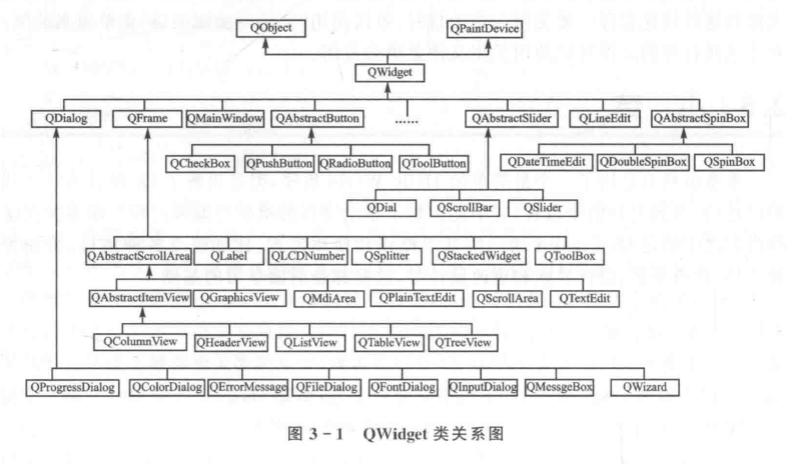 QObject QPaintDevice
QWidget
QDialog QFrame QMainWindow QAbstractButton ...... QAbstractSlider QLineEdit QAbstractSpinBox
QCheckBox QPushButton QRadioButton QToolButton QDateTimeEdit QDoubleSpinBox QSpinBox
QDial QScrollBar QSlider
QAbstractScrollArea QLabel QLCDNumber QSplitter QStackedWidget QToolBox
QAbstractItemView QGraphicsView QMdiArea QPlainTextEdit QScrollArea QTextEdit
QColumnView QHeaderView QListView QTableView QTreeView
QProgressDialog QColorDialog QErrorMessage QFileDialog QFontDialog QInputDialog QMessgeBox QWizard
图 3-1 QWidget 类关系图